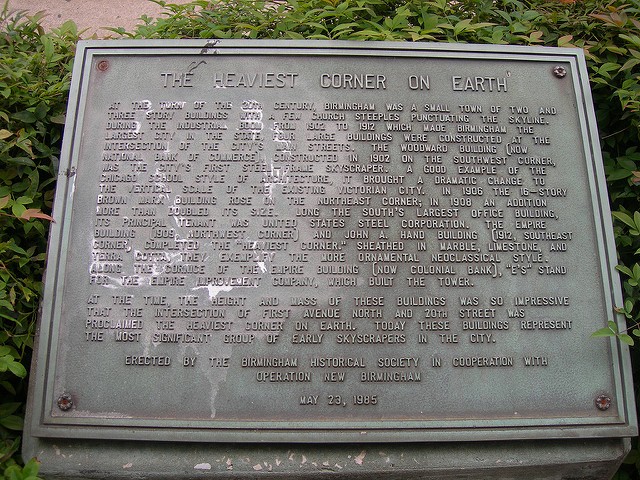 THE HEAVIEST CORNER ON EARTH'
AT THE TURN OF THE 20TH CENTURY, BIRMINGHAM WAS A SMALL TOWN OF TWO AND
THREE STORY BUILDINGS WITH A FEW CHURCH STEEPLES PUNCTUATING THE SKYLINE.
DURING THE INDUSTRIAL BOOM FROM 1902 TO 1912 WHICH MADE BIRMINGHAM THE
LARGEST CITY IN THE STATE, FOUR LARGE BUILDINGS WERE CONSTRUCTED AT THE
INTERSECTION OF THE CITY'S MAIN STREETS. THE WOODWARD BUILDING (NOW
NATIONAL BANK OF COMMERCE), CONSTRUCTED IN 1902 ON THE SOUTHWEST CORNER,
WAS THE CITY'S FIRST STEEL FRAME SKYSCRAPER. A GOOD EXAMPLE OF THE
CHICAGO SCHOOL STYLE OF ARCHITECTURE, IT BROUGHT A DRAMATIC CHANGE TO
THE VERTICAL SCALE OF THE EXISTING VICTORIAN CITY. IN 1906 THE 16-STORY
BROWN MARX BUILDING ROSE ON THE NORTHEAST CORNER; IN 1908 AN ADDITION
MORE THAN DOUBLED ITS SIZE. LONG THE SOUTH'S LARGEST OFFICE BUILDING,
ITS PRINCIPAL TENANT WAS UNITED STATES STEEL CORPORATION. THE EMPIRE
BUILDING (1909, NORTHWEST CORNER) AND JOHN A. HAND BUILDING (1912, SOUTHEAST
CORNER) COMPLETED THE "HEAVIEST CORNER." SHEATHED IN MARBLE, LIMESTONE, AND
TERRA COTTA, THEY EXEMPLIFY THE MORE ORNAMENTAL NEOCLASSICAL STYLE.
ALONG THE CORNICE OF THE EMPIRE BUILDING (NOW COLONIAL BANK), "E'S" STAND
FOR THE EMPIRE IMPROVEMENT COMPANY, WHICH BUILT THE TOWER.
AT THE TIME, THE HEIGHT AND MASS OF THESE BUILDINGS WAS SO IMPRESSIVE
THAT THE INTERSECTION OF FIRST AVENUE NORTH AND 20TH STREET WAS
PROCLAIMED THE HEAVIEST CORNER ON EARTH. TODAY THESE BUILDINGS REPRESENT
THE MOST SIGNIFICANT GROUP OF EARLY SKYSCRAPERS IN THE CITY.
ERECTED BY THE BIRMINGHAM HISTORICAL SOCIETY IN COOPERATION WITH
OPERATION NEW BIRMINGHAM
MAY 23, 1985